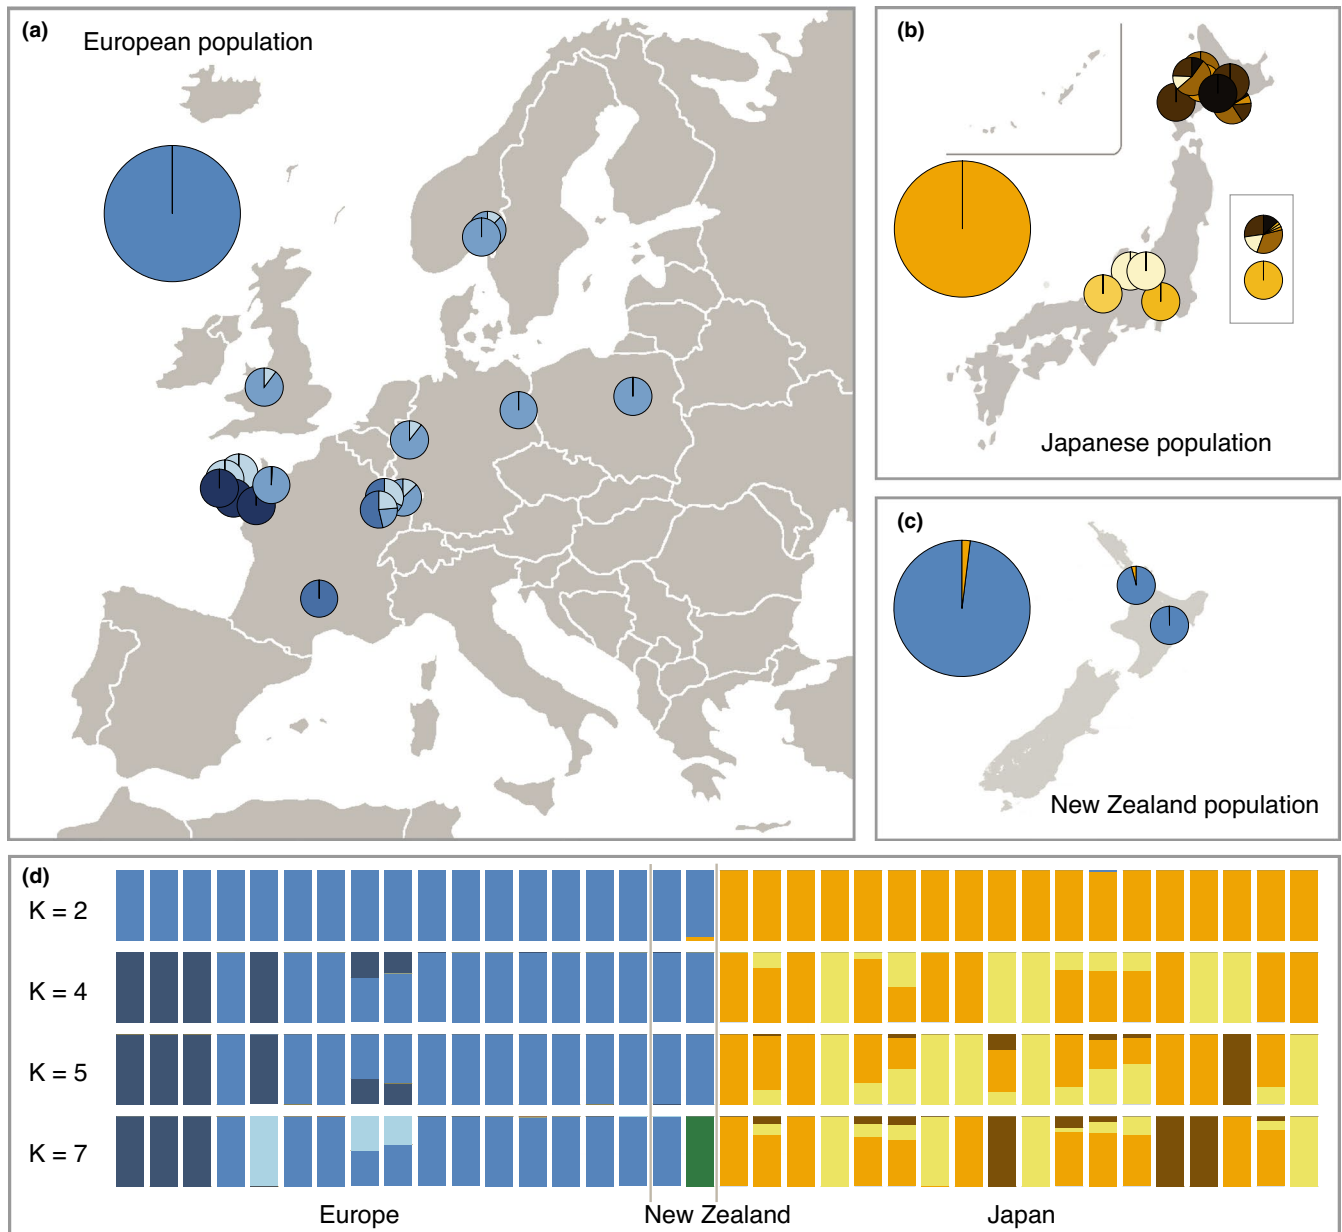 (a)
European population
(b)
Japanese population
(c)
New Zealand population
(d)
K = 2
K = 4
K = 5
K = 7
Europe
New Zealand
Japan